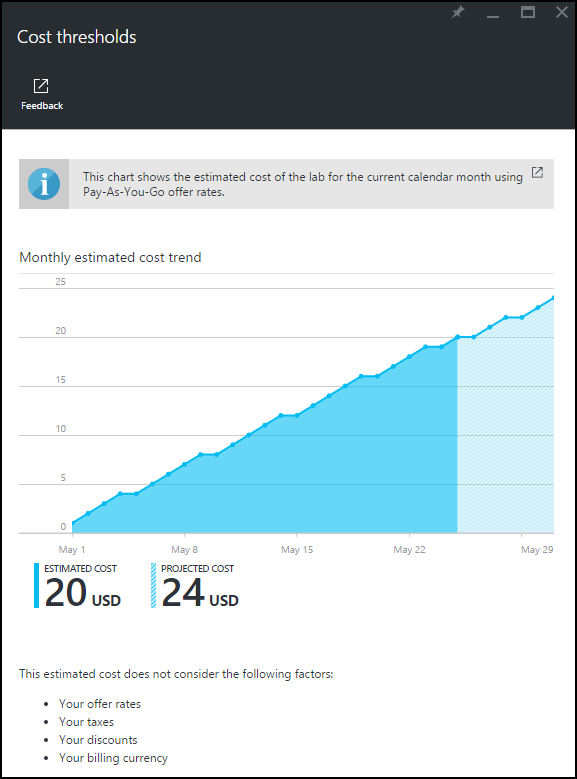 Cost thresholds
Feedback
This chart shows the estimated cost of the lab for the current calendar month using
Pay-As-You-Go offer rates.
Monthly estimated cost trend
25
20
15
10
5
0
May 1 May 8 May 15 May 22 May 29
ESTIMATED COST PROJECTED COST
20 USD 24 USD
This estimated cost does not consider the following factors:
• Your offer rates
• Your taxes
• Your discounts
• Your billing currency